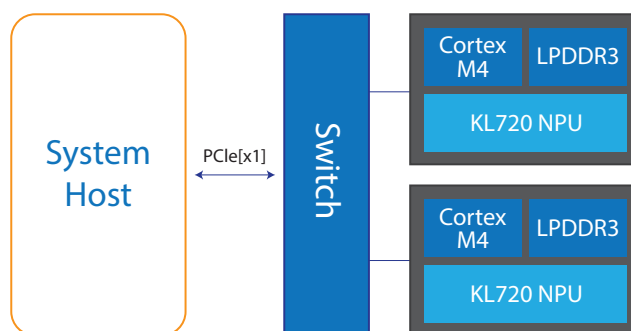 System
Host
PCIe[x1]
Switch
Cortex
M4
LPDDR3
KL720 NPU
Cortex
M4
LPDDR3
KL720 NPU